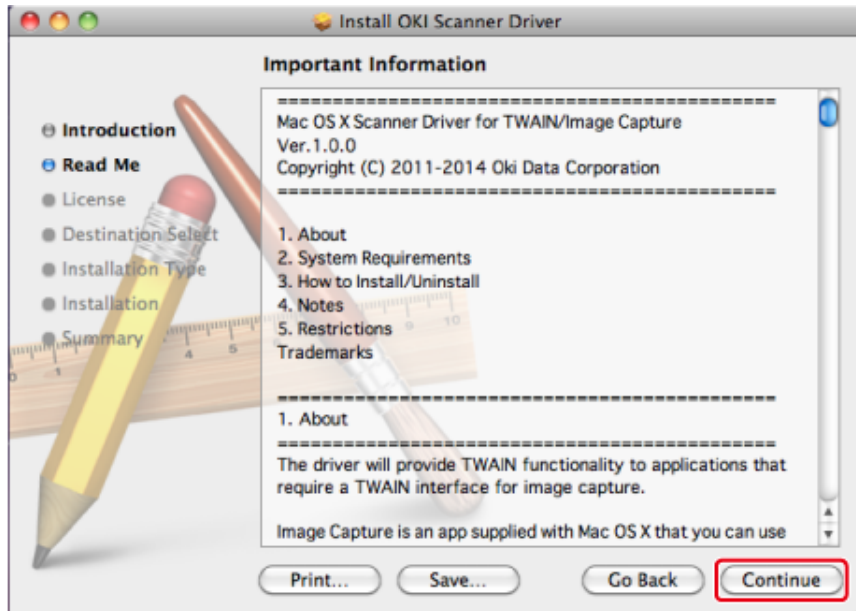 Install OKI Scanner Driver
Important Information
Introduction
Read Me
License
Destination Select
Installation Type
Installation
Summary
==============================================
Mac OS X Scanner Driver for TWAIN/Image Capture
Ver.1.0.0
Copyright (C) 2011-2014 Oki Data Corporation
==============================================
1. About
2. System Requirements
3. How to Install/Uninstall
4. Notes
5. Restrictions
Trademarks
==============================================
1. About
==============================================
The driver will provide TWAIN functionality to applications that
require a TWAIN interface for image capture.
Image Capture is an app supplied with Mac OS X that you can use
Print... Save... Go Back Continue